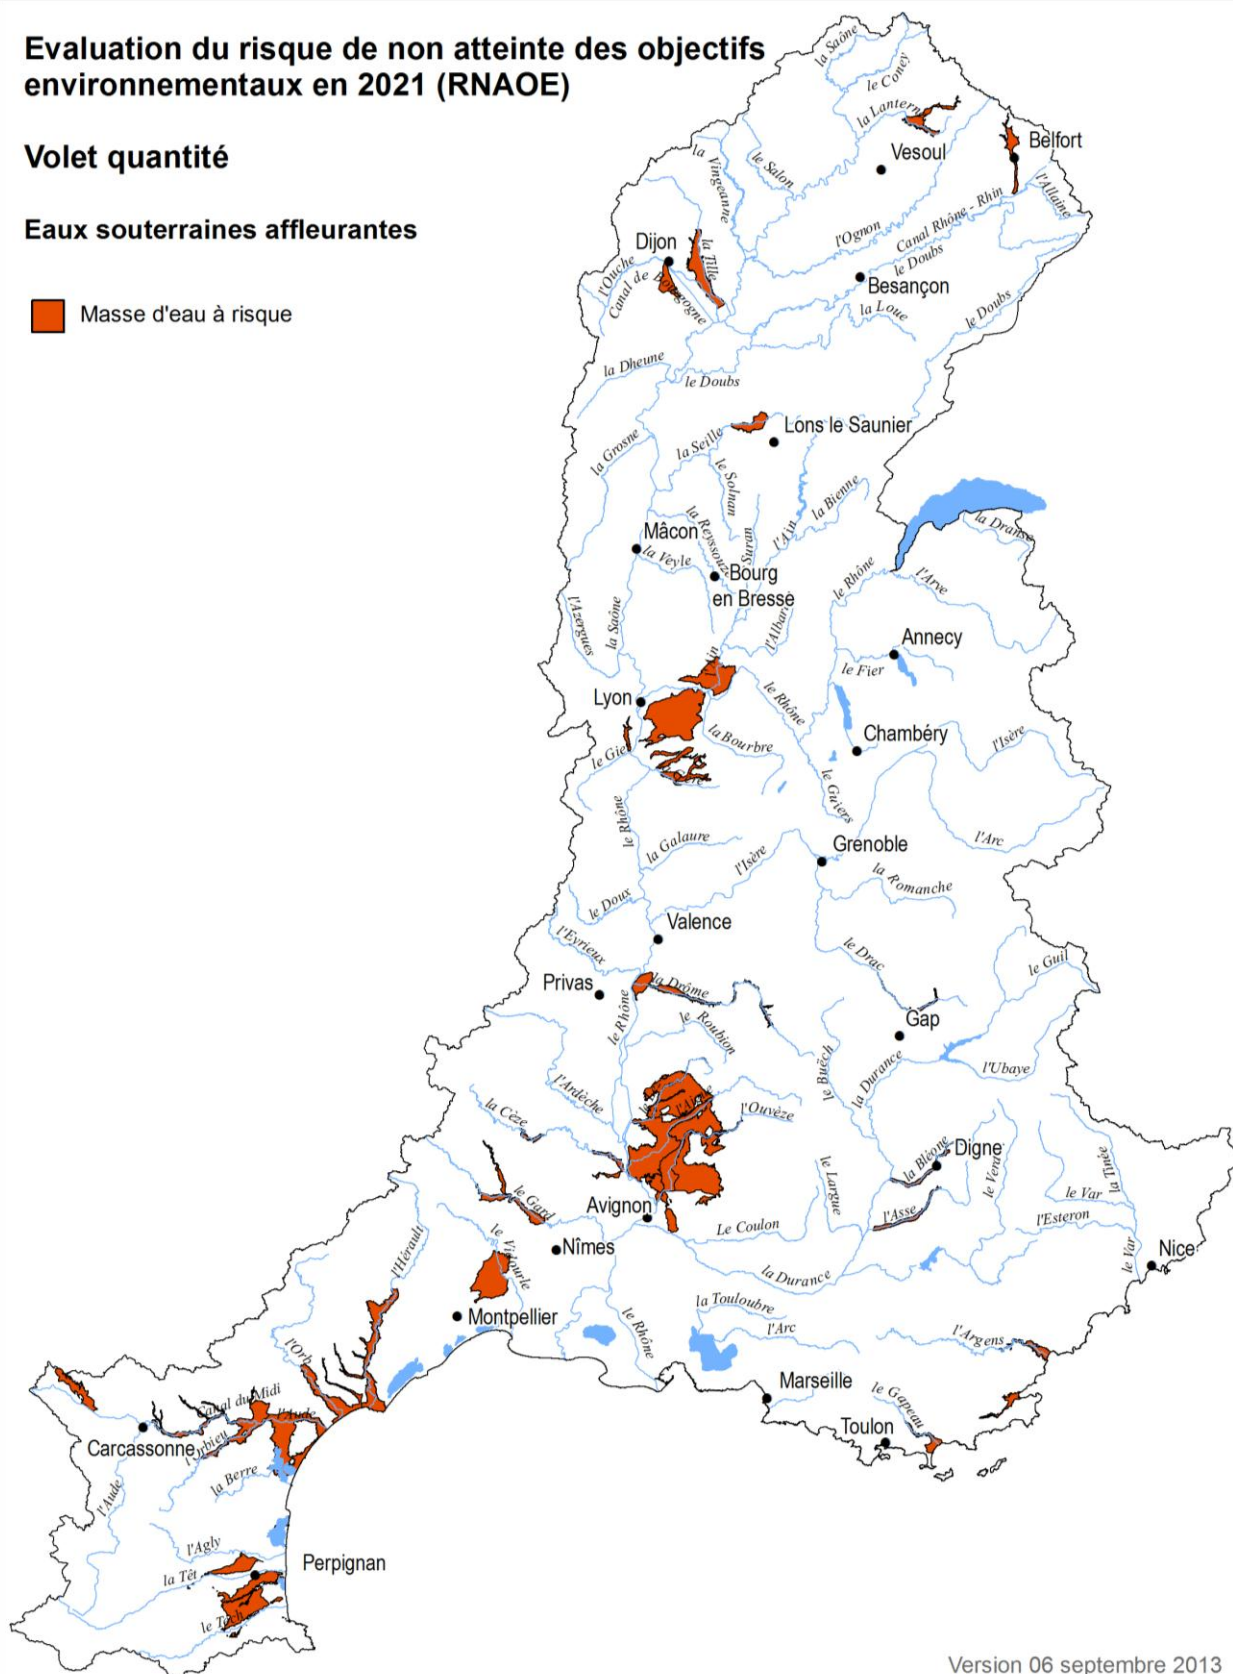 Evaluation du risque de non atteinte des objectifs
environnementaux en 2021 (RNAOE)
Volet quantité
Eaux souterraines affleurantes
Masse d'eau à risque
la Saône
le Coney
la Lantern
Vesoul
Belfort
la Vingeanne
le Salon
l'Allaine
l'Ognon
Canal Rhône - Rhin
le Doubs
Dijon
la Tille
l'Ouche
Canal de Bourgogne
Besançon
la Loue
le Doubs
la Dheune
le Doubs
Lons le Saunier
la Seille
la Grosne
le Solnan
la Bienne
l'Ain
la Dranse
Mâcon
la Veyle
la Reyssouze
Suran
Bourg
en Bresse
le Rhône
l'Arve
l'Azergues
la Saône
l'Albari
Annecy
le Fier
Lyon
le Rhône
la Bourbre
Chambéry
l'Isère
le Gie
le Guiers
le Rhône
la Galaure
l'Isère
Grenoble
l'Arc
la Romanche
le Doux
Valence
l'Eyrieux
le Drac
le Guil
Privas
la Drôme
le Rhône
le Roubion
Gap
le Buëch
la Durance
l'Ubaye
l'Ardèche
la Cèze
l'Ouvèze
la Bléone
Digne
le Verd
la Tinée
le Largue
le Gard
Avignon
Le Coulon
l'Asse
le Var
l'Esteron
l'Hérault
le Vidourle
Nîmes
la Durance
le Var
Nice
Montpellier
le Rhône
la Touloubre
l'Arc
l'Argens
l'Orb
Marseille
le Gapeau
Canal du Midi
l'Aude
Toulon
Carcassonne
l'Orbieu
la Berre
l'Aude
l'Agly
Perpignan
la Têt
le Tech
Version 06 septembre 2013